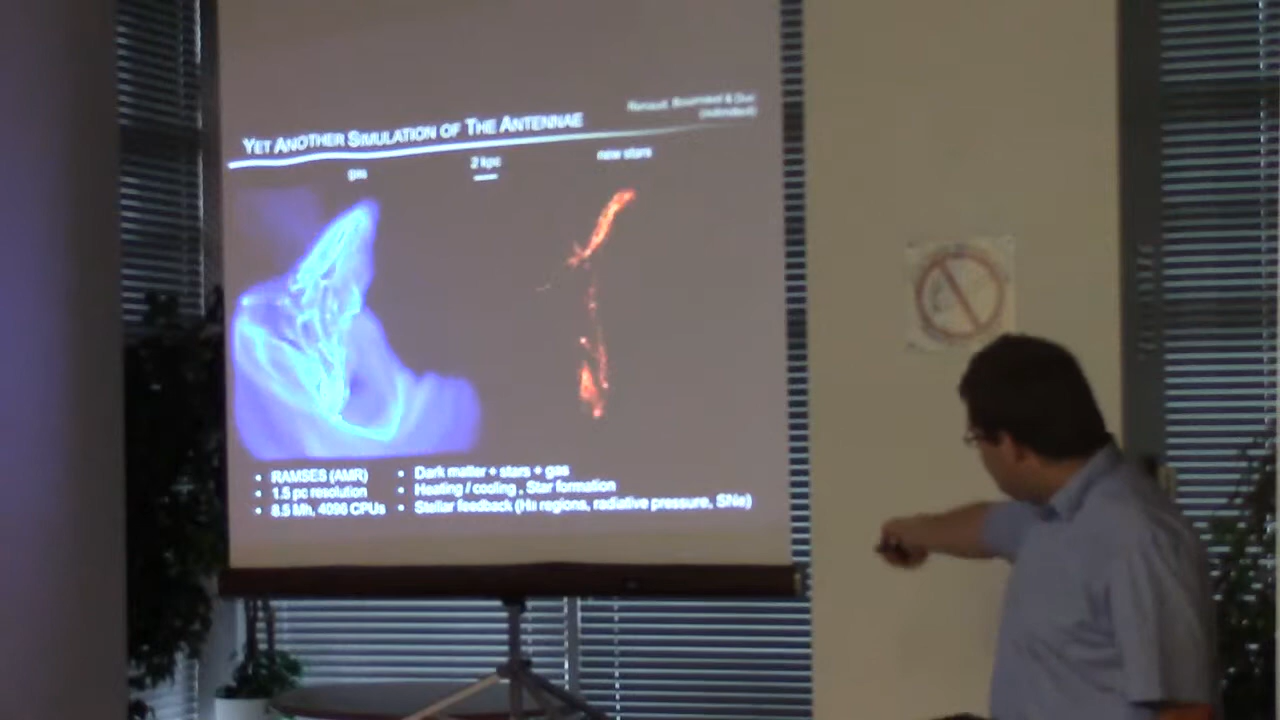 Renaud, Bournaud & Duc
(submitted)
YET ANOTHER SIMULATION OF THE ANTENNAE
gas
2 kpc
new stars
• RAMSES (AMR)
• 1.5 pc resolution
• 8.5 Mh, 4096 CPUs
• Dark matter + stars + gas
• Heating / cooling, Star formation
• Stellar feedback (HII regions, radiative pressure, SNe)